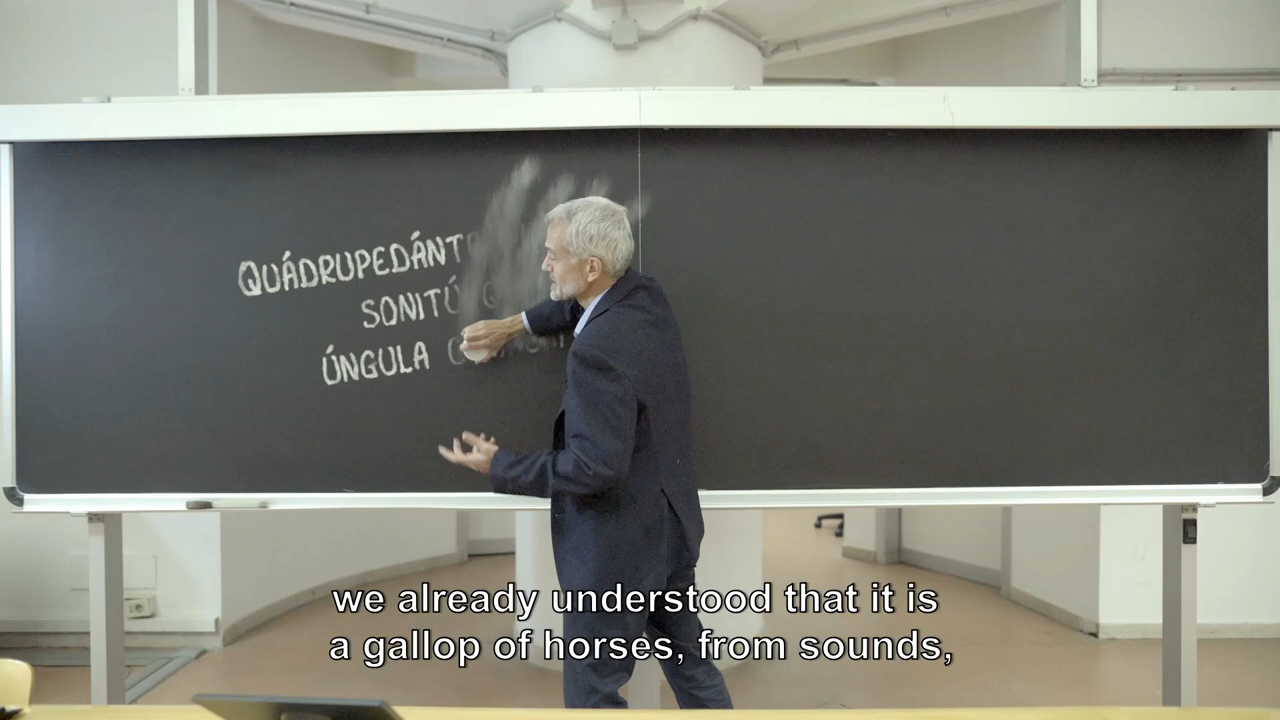 QUÁDRUPEDÁNT
SONITÚ
ÚNGULA
we already understood that it is
a gallop of horses, from sounds,